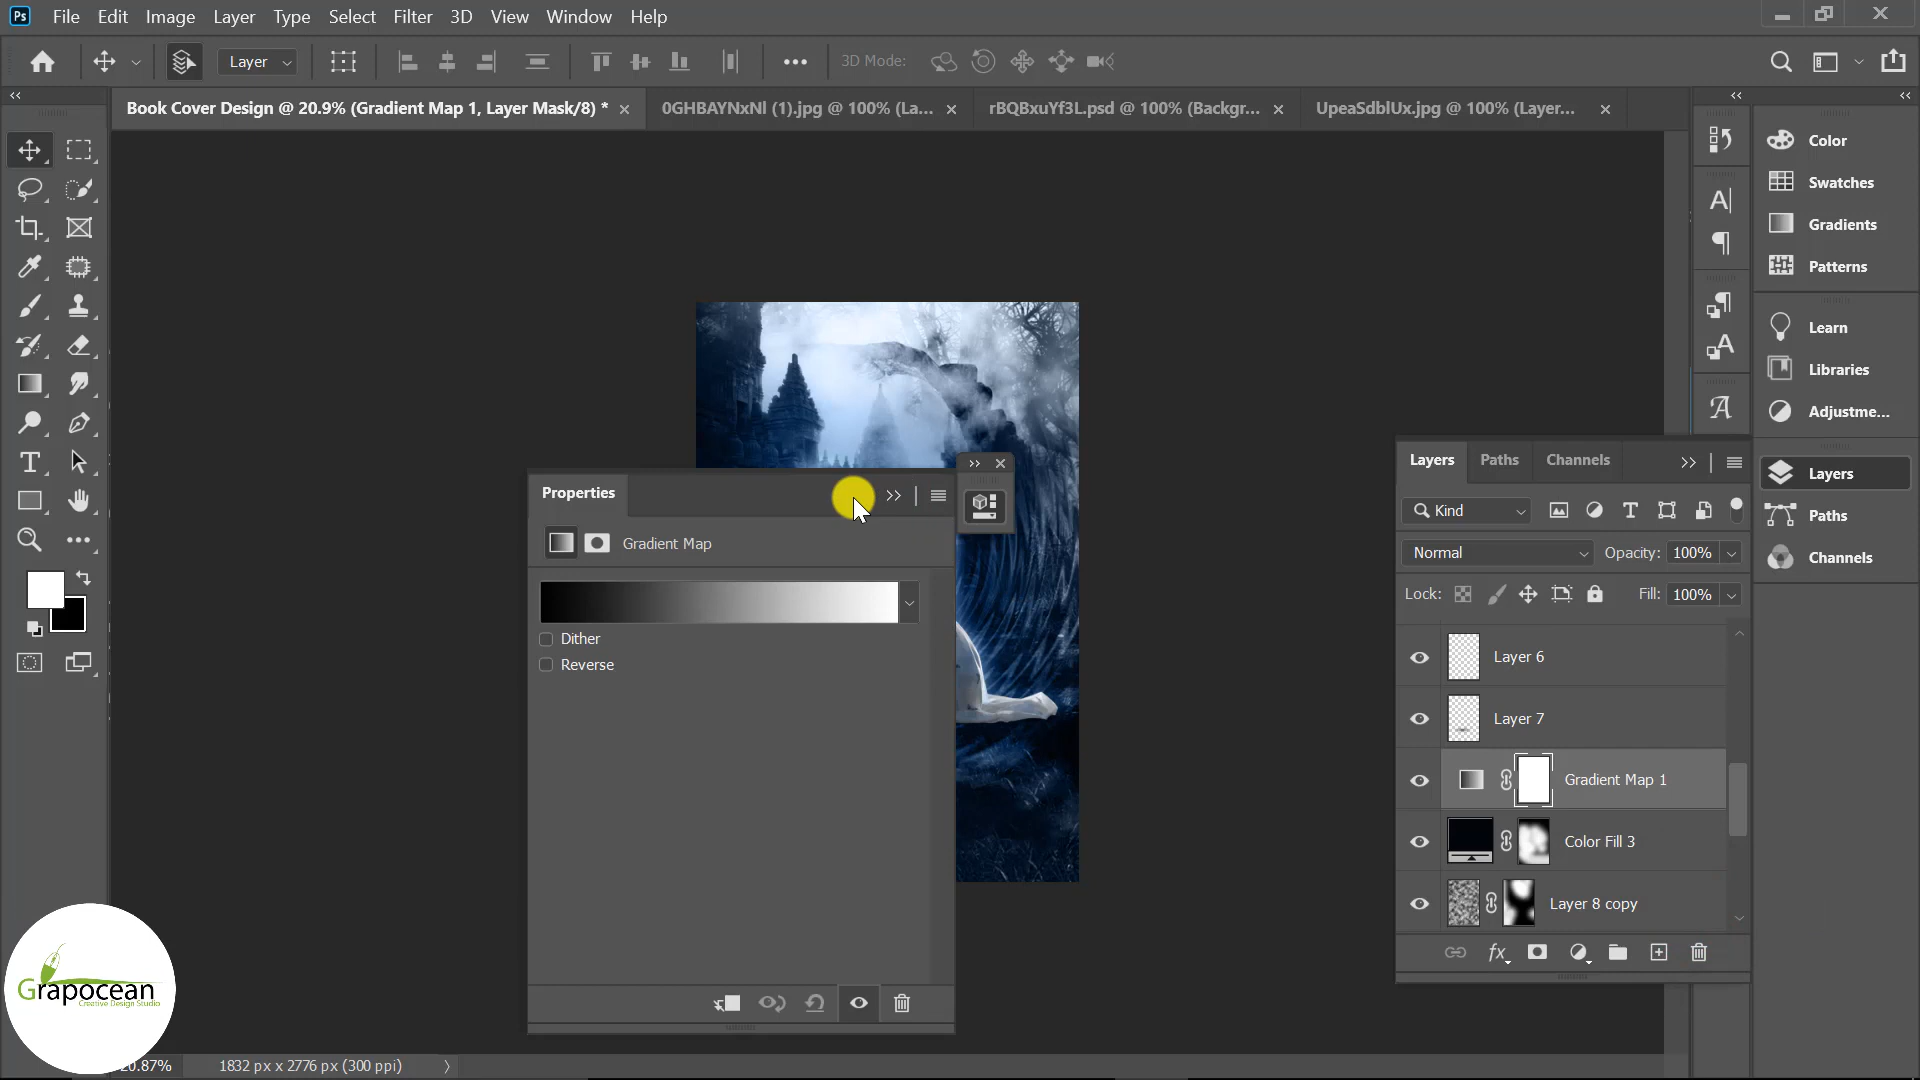 Ps File Edit Image Layer Type Select Filter 3D View Window Help
Layer 3D Mode:
Book Cover Design @ 20.9% (Gradient Map 1, Layer Mask/8) * 0GHBAYNxNl (1).jpg @ 100% (La... rBQBxuYf3L.psd @ 100% (Backgr... UpeaSdblUx.jpg @ 100% (Layer...
Color
Swatches
Gradients
Patterns
Learn
Libraries
Adjustme...
Layers
Paths
Channels
Properties
Gradient Map
Dither
Reverse
Layers Paths Channels
Kind
Normal Opacity: 100%
Lock: Fill: 100%
Layer 6
Layer 7
Gradient Map 1
Color Fill 3
Layer 8 copy
fx
Grapocean
Creative Design Studio
20.87% 1832 px x 2776 px (300 ppi)